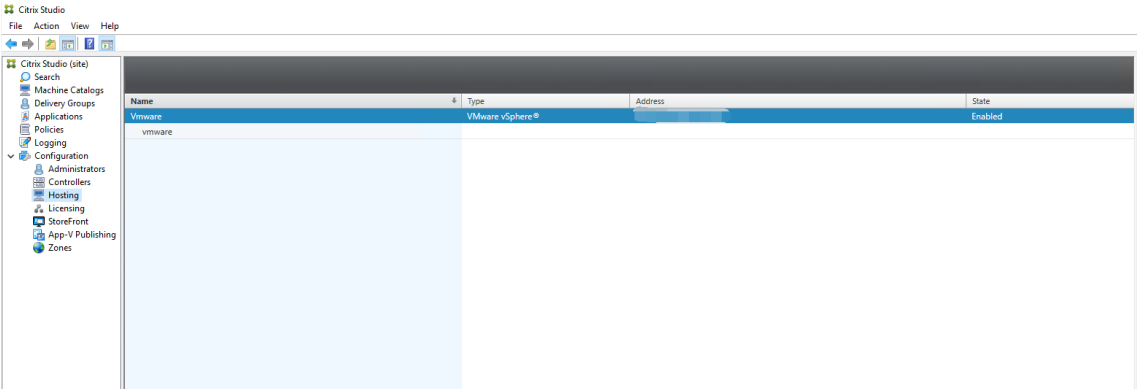 Citrix Studio
File Action View Help
Citrix Studio (site)
Search
Machine Catalogs
Delivery Groups
Applications
Policies
Logging
Configuration
Administrators
Controllers
Hosting
Licensing
StoreFront
App-V Publishing
Zones
Name Type Address State
Vmware VMware vSphere® Enabled
vmware